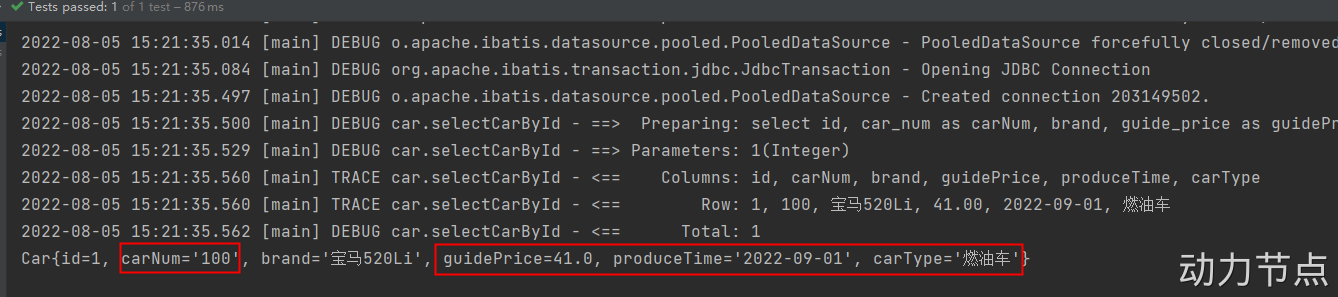 Tests passed: 1 of 1 test – 876 ms
2022-08-05 15:21:35.014 [main] DEBUG o.apache.ibatis.datasource.pooled.PooledDataSource - PooledDataSource forcefully closed/removed
2022-08-05 15:21:35.084 [main] DEBUG org.apache.ibatis.transaction.jdbc.JdbcTransaction - Opening JDBC Connection
2022-08-05 15:21:35.497 [main] DEBUG o.apache.ibatis.datasource.pooled.PooledDataSource - Created connection 203149502.
2022-08-05 15:21:35.500 [main] DEBUG car.selectCarById - ==>  Preparing: select id, car_num as carNum, brand, guide_price as guidePr
2022-08-05 15:21:35.529 [main] DEBUG car.selectCarById - ==> Parameters: 1(Integer)
2022-08-05 15:21:35.560 [main] TRACE car.selectCarById - <==    Columns: id, carNum, brand, guidePrice, produceTime, carType
2022-08-05 15:21:35.560 [main] TRACE car.selectCarById - <==        Row: 1, 100, 宝马520Li, 41.00, 2022-09-01, 燃油车
2022-08-05 15:21:35.562 [main] DEBUG car.selectCarById - <==      Total: 1
Car{id=1, carNum='100', brand='宝马520Li', guidePrice=41.0, produceTime='2022-09-01', carType='燃油车'}
动力节点